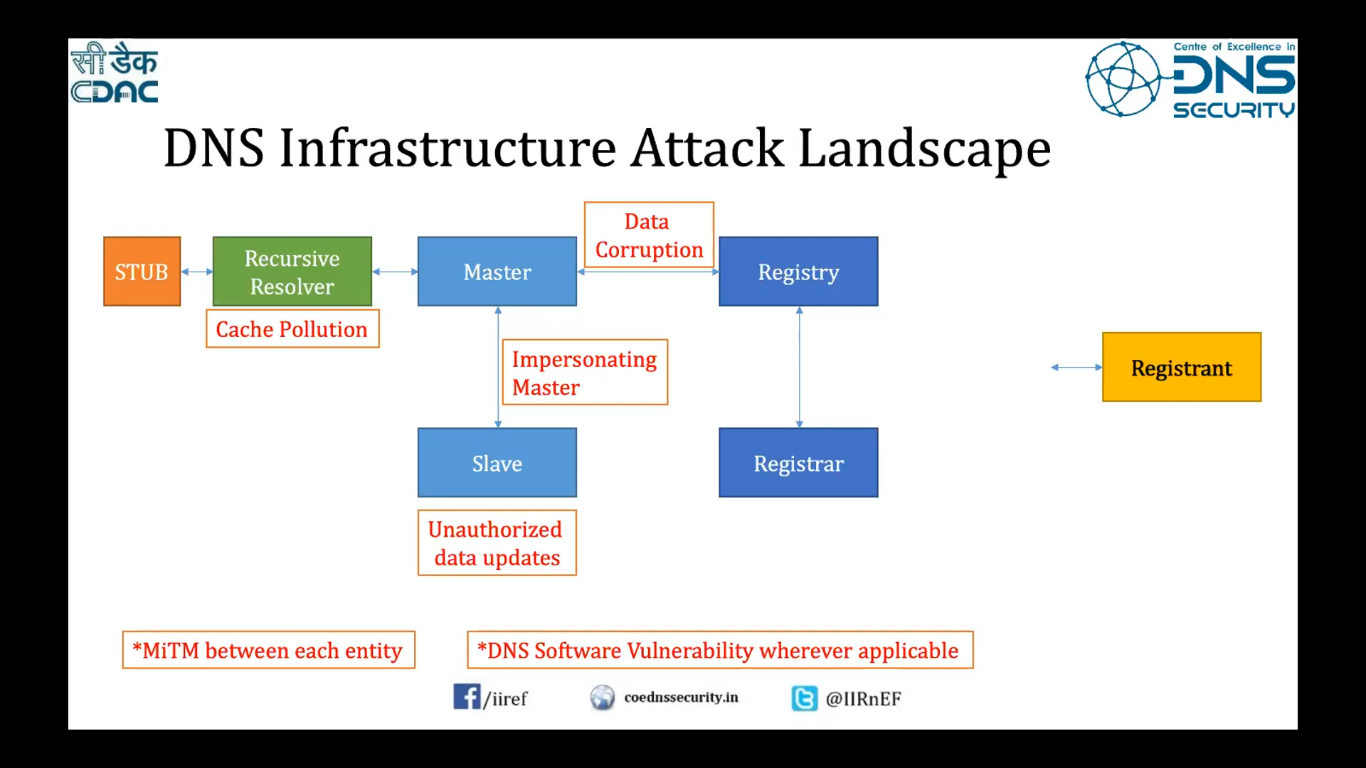 सी डैक
CDAC
Centre of Excellence in
DNS
SECURITY
DNS Infrastructure Attack Landscape
Data
Corruption
STUB
Recursive
Resolver
Master
Registry
Cache Pollution
Impersonating
Master
Registrant
Slave
Registrar
Unauthorized
data updates
*MiTM between each entity
*DNS Software Vulnerability wherever applicable
/iiref
coednssecurity.in
@IIRnEF